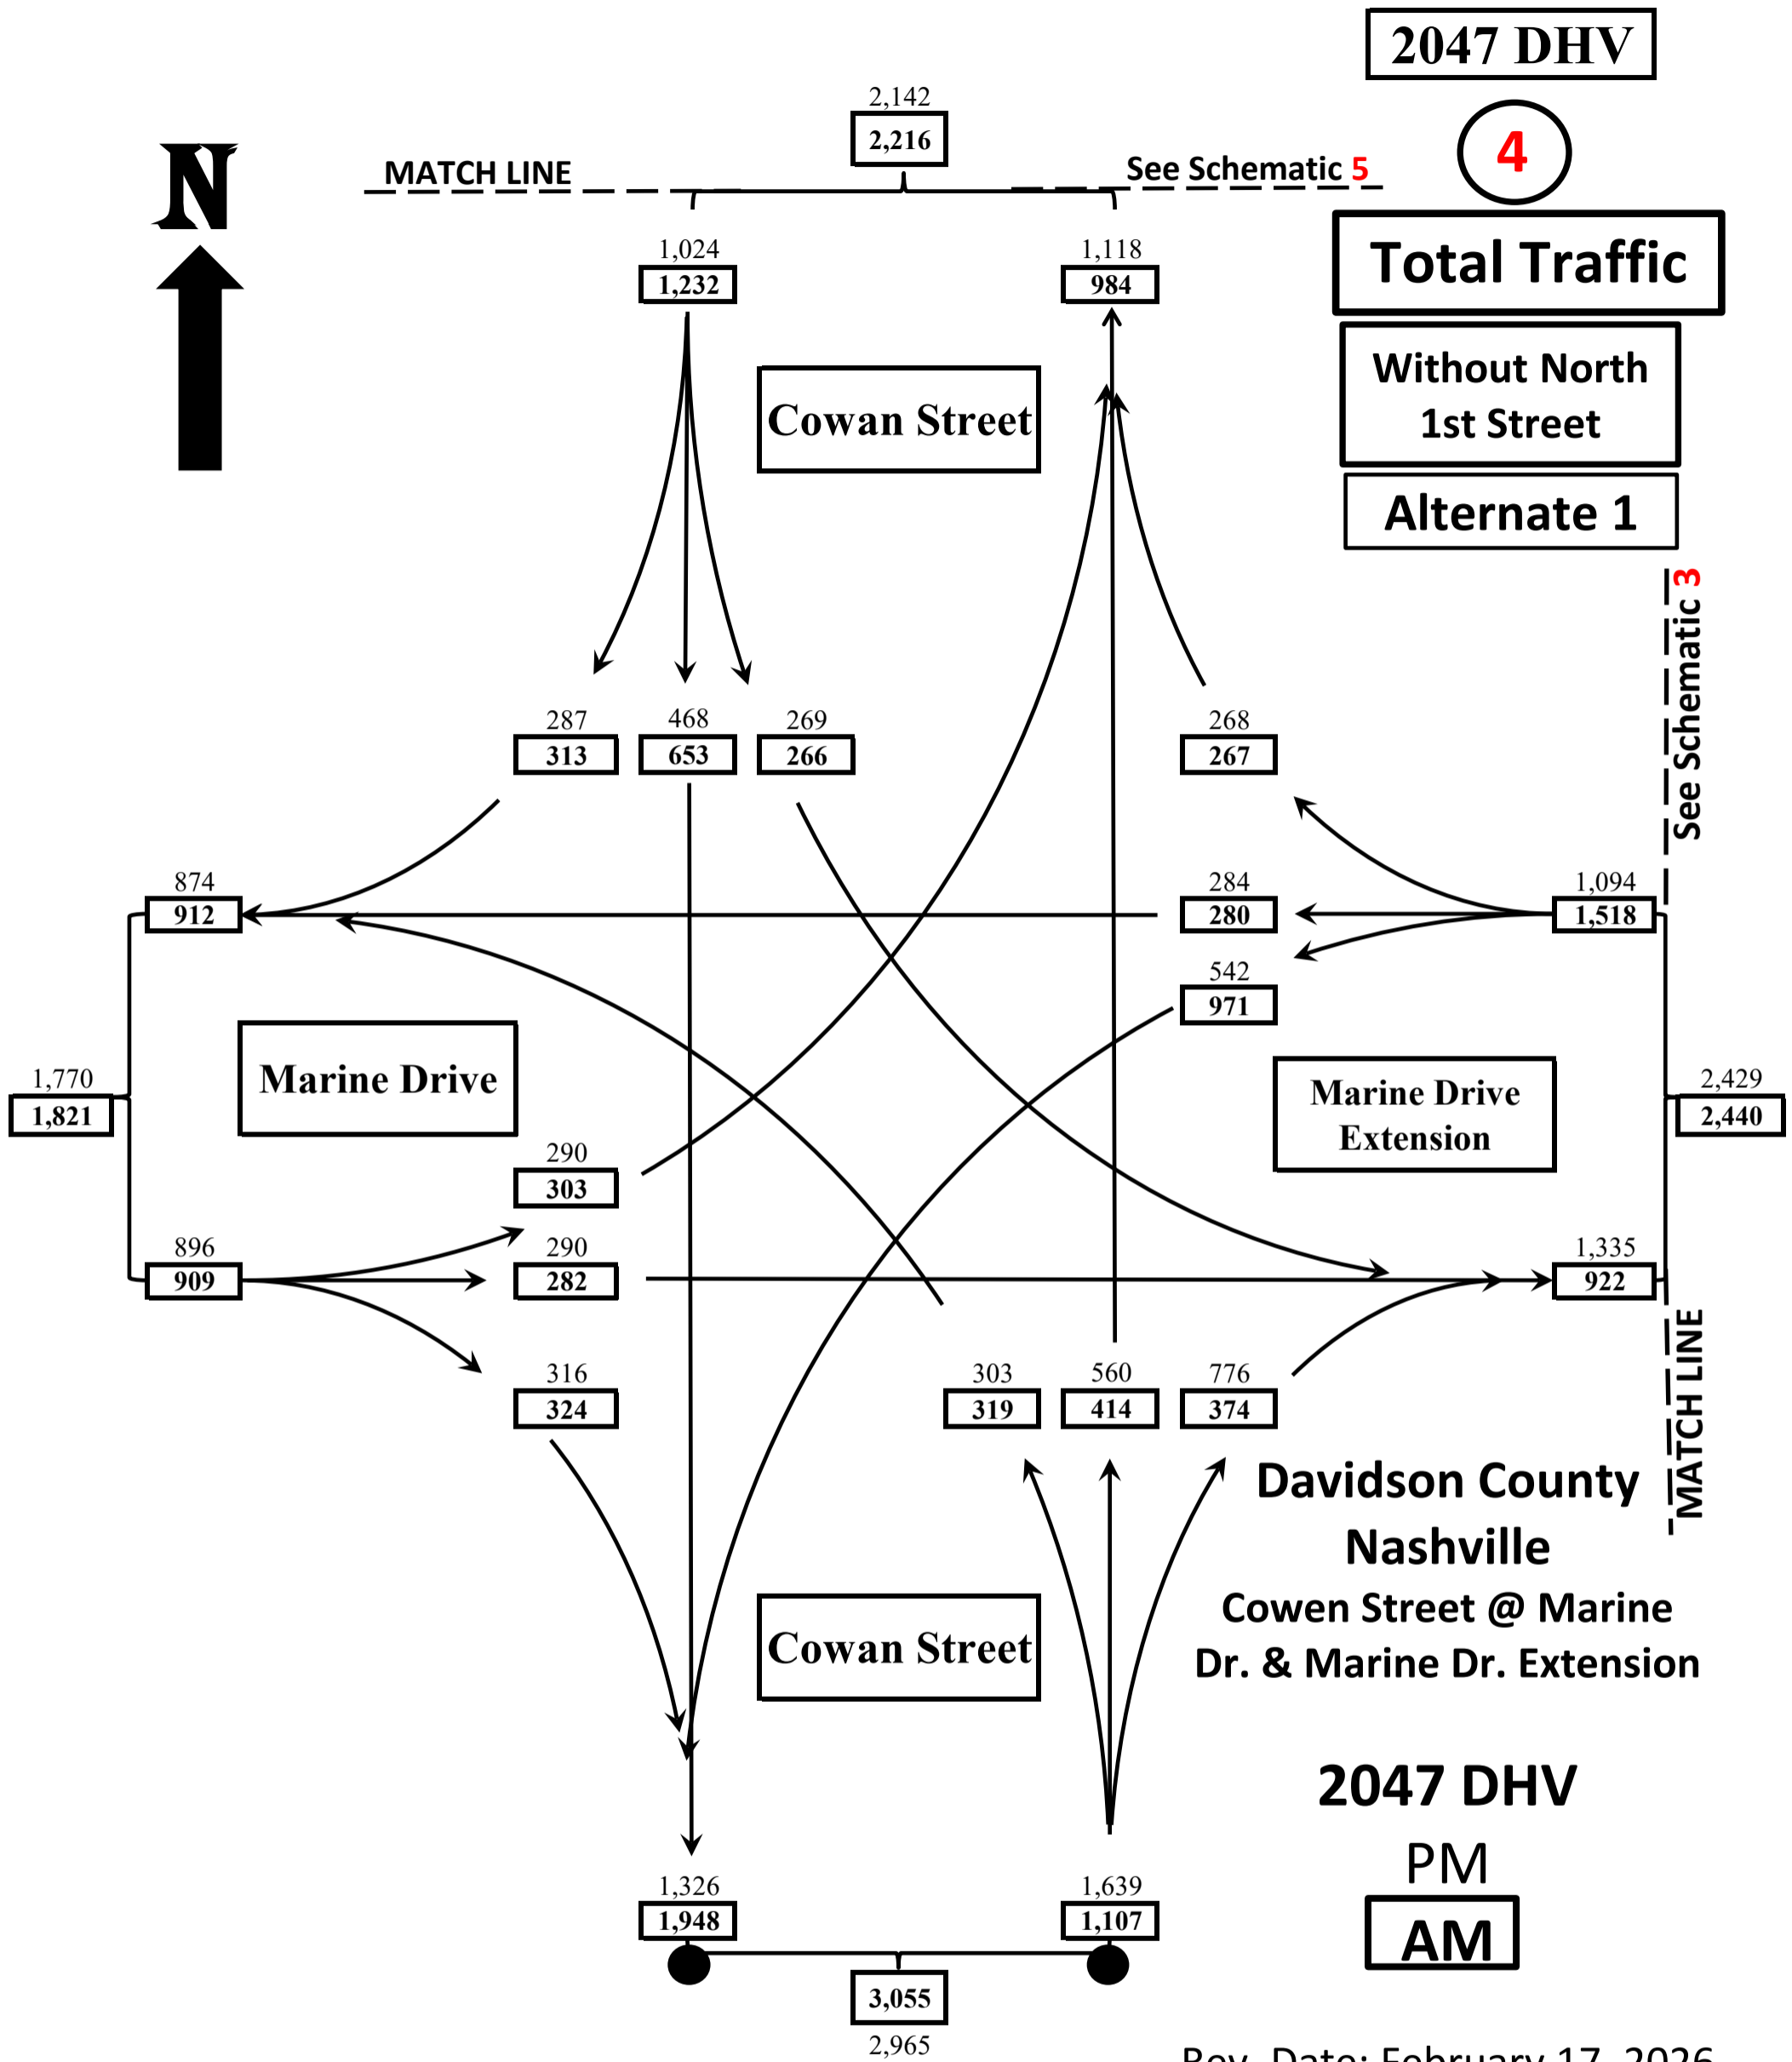 2047 DHV
2,142
2,216
4
N
MATCH LINE
See Schematic 5
Total Traffic
1,024
1,232
1,118
984
Without North
1st Street
Cowan Street
Alternate 1
See Schematic 3
287
313
468
653
269
266
268
267
874
912
284
280
1,094
1,518
542
971
Marine Drive
Marine Drive
Extension
1,770
1,821
2,429
2,440
290
303
896
909
290
282
1,335
922
316
324
303
319
560
414
776
374
MATCH LINE
Davidson County
Nashville
Cowen Street @ Marine
Dr. & Marine Dr. Extension
Cowan Street
2047 DHV
PM
AM
1,326
1,948
1,639
1,107
3,055
2,965
Rev. Date: February 17, 2026